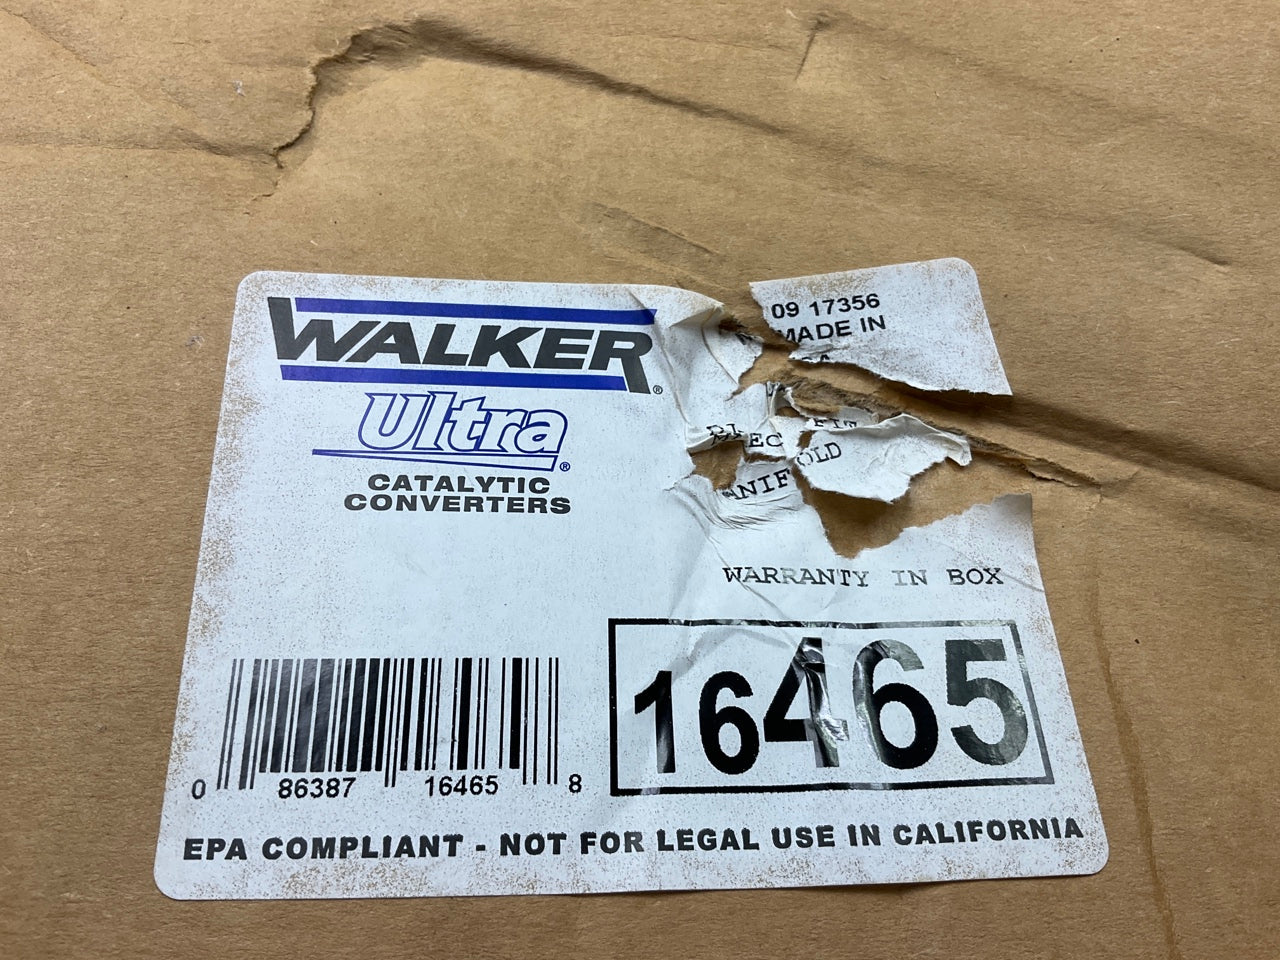 WALKER®
Ultra®
CATALYTIC
CONVERTERS
09 17356
MADE IN
WARRANTY IN BOX
16465
0 86387 16465 8
EPA COMPLIANT - NOT FOR LEGAL USE IN CALIFORNIA